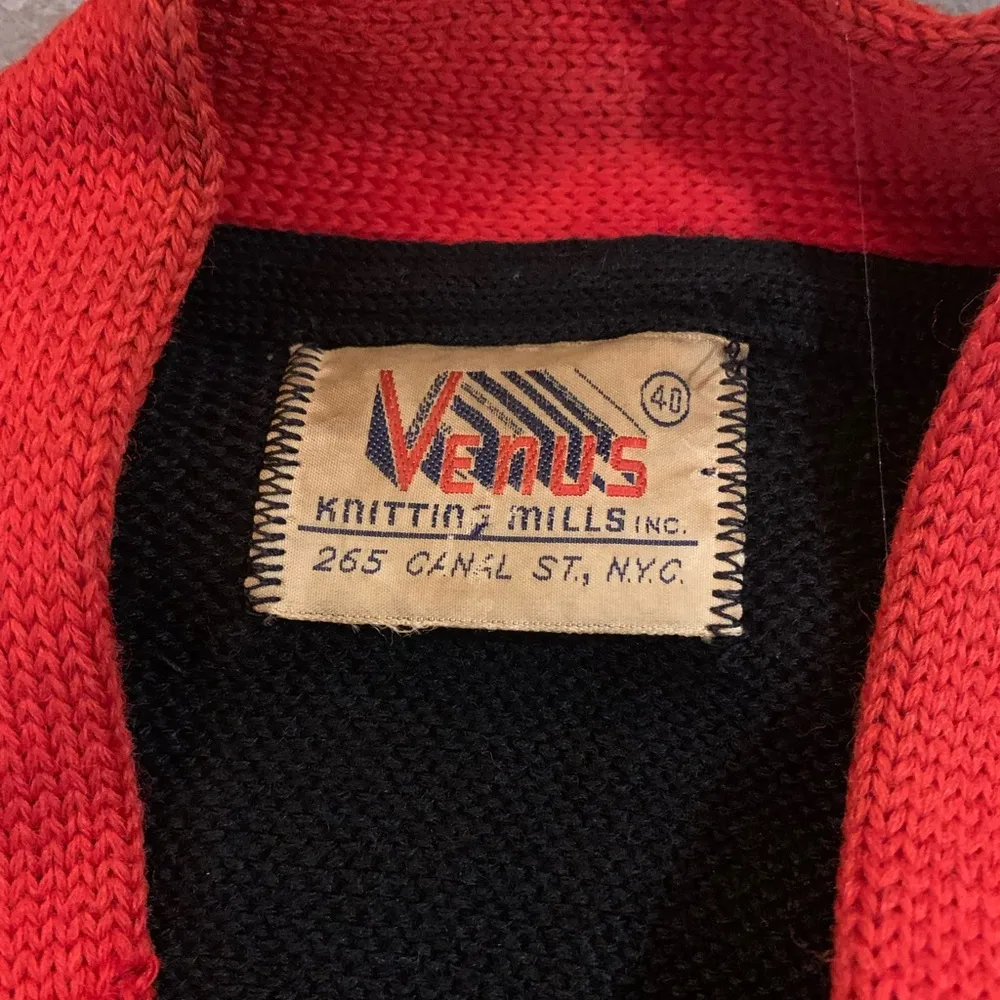 40
Venus
KNITTING MILLS INC.
265 CANAL ST., N.Y.C.